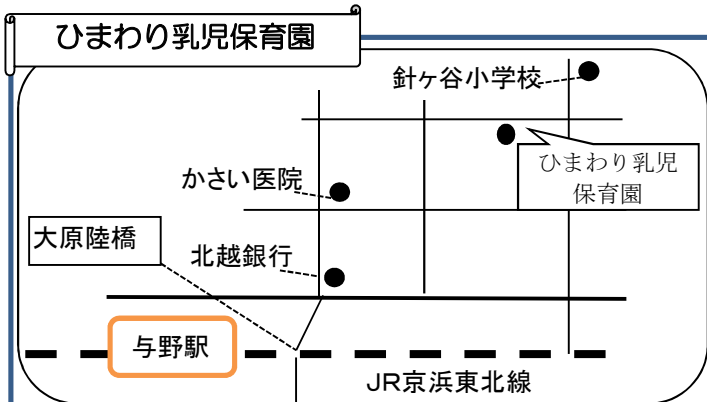 ひまわり乳児保育園
針ヶ谷小学校
ひまわり乳児
保育園
かさい医院
大原陸橋
北越銀行
与野駅
JR京浜東北線